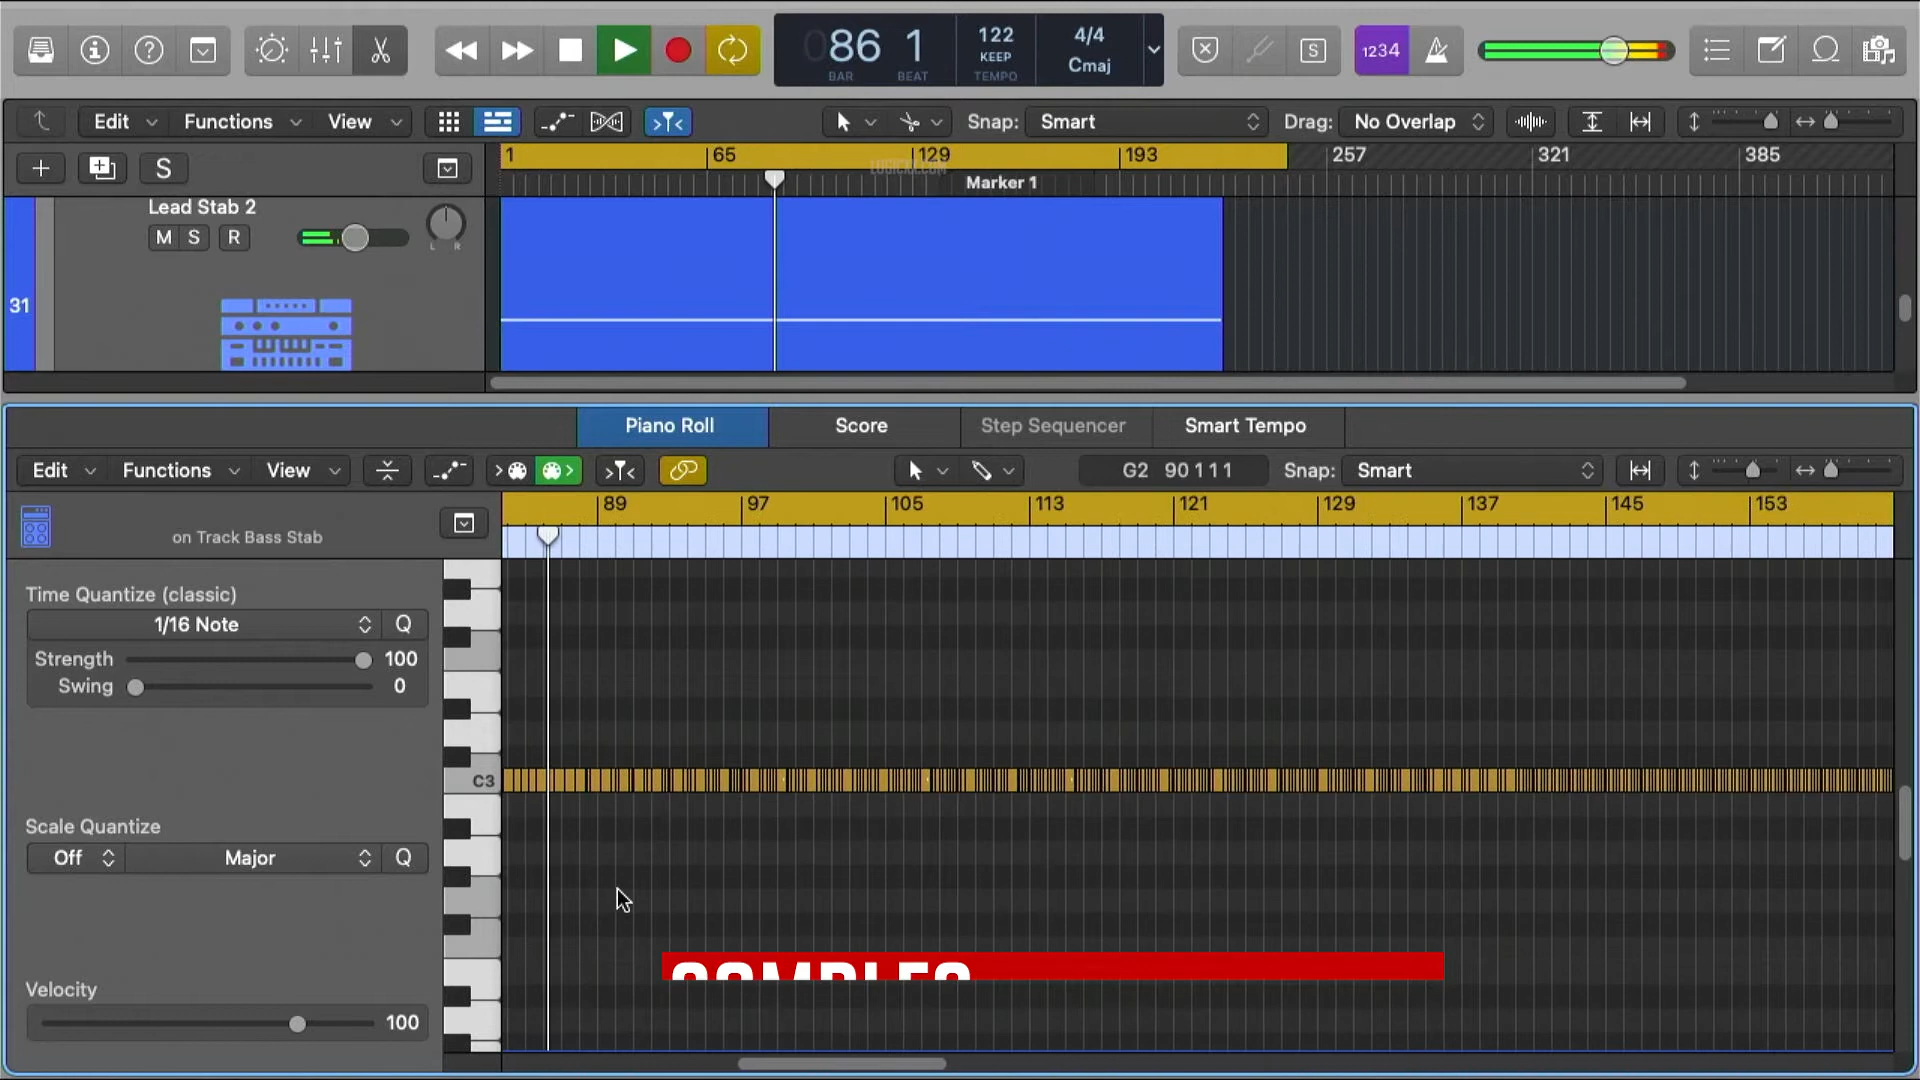 086 1 122 4/4
KEEP Cmaj
BAR BEAT TEMPO
1234
S
Edit Functions View Snap: Smart Drag: No Overlap
S 1 65 129 193 257 321 385
LOGICXX.COM
Marker 1
Lead Stab 2
M S R
L R
31
Piano Roll Score Step Sequencer Smart Tempo
Edit Functions View G2 90 1 1 1 Snap: Smart
89 97 105 113 121 129 137 145 153
on Track Bass Stab
Time Quantize (classic)
1/16 Note Q
Strength 100
Swing 0
C3
Scale Quantize
Off Major Q
Velocity
100